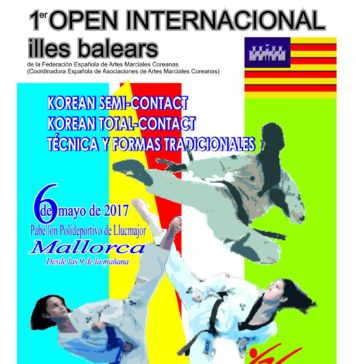 1er OPEN INTERNACIONAL
illes balears
de la Federación Española de Artes Marciales Coreanas
(Coordinadora Española de Asociaciones de Artes Marciales Coreanas)
KOREAN SEMI-CONTACT
KOREAN TOTAL-CONTACT
TÉCNICA Y FORMAS TRADICIONALES
6 de mayo de 2017
Pabellón Polideportivo de Llucmajor
Mallorca
Desde las 9 de la mañana